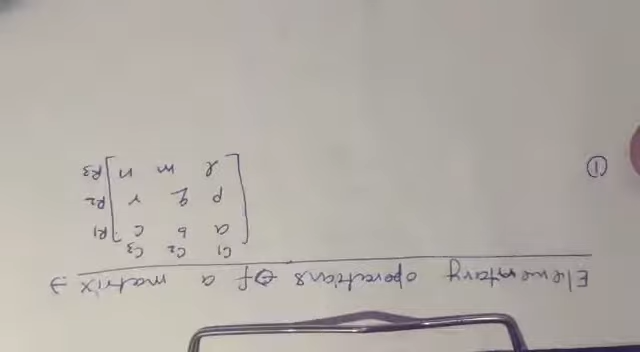 Elementary operations of a matrix →
C1 C2 C3
a b c R1
p q r R2
① l m n R3